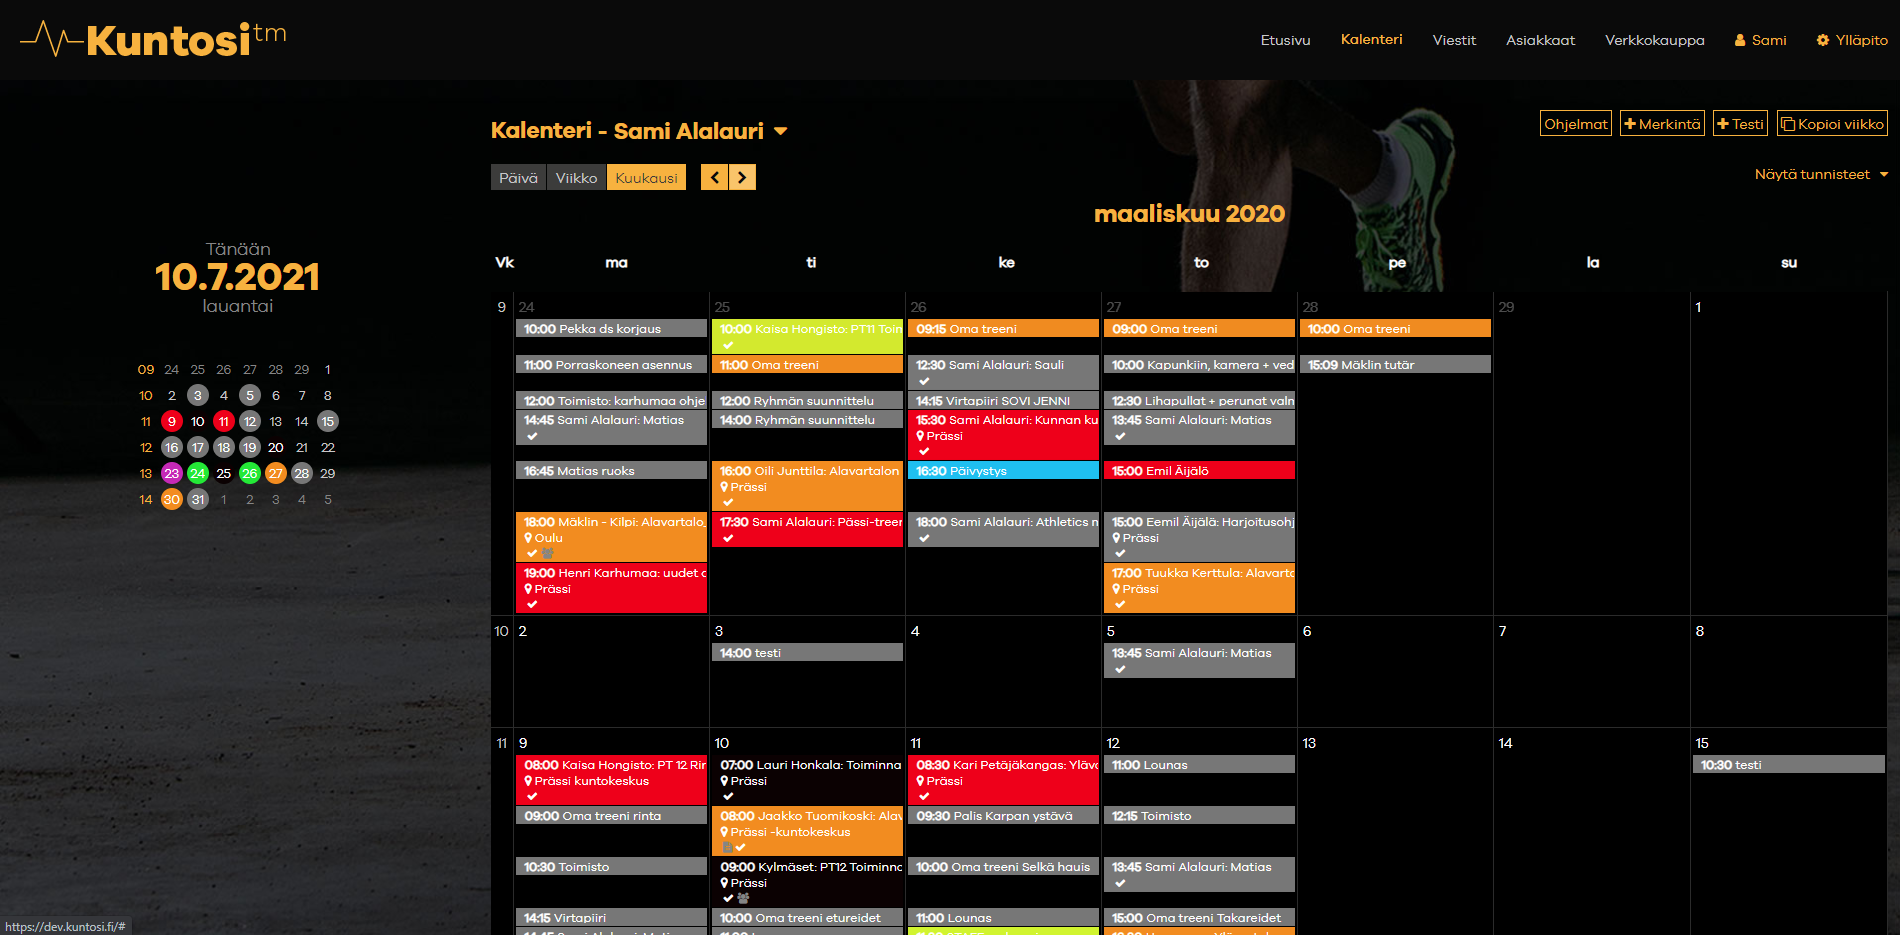 Kuntosi tm
Etusivu Kalenteri Viestit Asiakkaat Verkkokauppa Sami Ylläpito
Kalenteri - Sami Alalauri
Ohjelmat Merkintä Testi Kopioi viikko
Päivä Viikko Kuukausi
Näytä tunnisteet
maaliskuu 2020
Tänään
10.7.2021
lauantai
09 24 25 26 27 28 29 1
10 2 3 4 5 6 7 8
11 9 10 11 12 13 14 15
12 16 17 18 19 20 21 22
13 23 24 25 26 27 28 29
14 30 31 1 2 3 4 5
Vk ma ti ke to pe la su
9 24 25 26 27 28 29 1
10:00 Pekka ds korjaus
11:00 Porraskoneen asennus
12:00 Toimisto: karhumaa ohje
14:45 Sami Alalauri: Matias
16:45 Matias ruoks
18:00 Mäklin - Kilpi: Alavartalo,
Oulu
19:00 Henri Karhumaa: uudet
Prässi
10:00 Kaisa Hongisto: PT11 Toim
11:00 Oma treeni
12:00 Ryhmän suunnittelu
14:00 Ryhmän suunnittelu
16:00 Oili Junttila: Alavartalon
Prässi
17:30 Sami Alalauri: Pässi-treer
09:15 Oma treeni
12:30 Sami Alalauri: Sauli
14:15 Virtapiiri SOVI JENNI
15:30 Sami Alalauri: Kunnan ku
Prässi
16:30 Päivystys
18:00 Sami Alalauri: Athletics
09:00 Oma treeni
10:00 Kapunkiin, kamera + ved
12:30 Lihapullat + perunat valm
13:45 Sami Alalauri: Matias
15:00 Emil Äijälö
15:00 Eemil Äijälä: Harjoitusohj
Prässi
17:00 Tuukka Kerttula: Alavarta
Prässi
10:00 Oma treeni
15:09 Mäklin tutär
10 2 3 4 5 6 7 8
14:00 testi
13:45 Sami Alalauri: Matias
11 9 10 11 12 13 14 15
08:00 Kaisa Hongisto: PT 12 Rir
Prässi kuntokeskus
09:00 Oma treeni rinta
10:30 Toimisto
14:15 Virtapiiri
07:00 Lauri Honkala: Toiminna
Prässi
08:00 Jaakko Tuomikoski: Alav
Prässi -kuntokeskus
09:00 Kylmäset: PT12 Toiminna
Prässi
10:00 Oma treeni etureidet
08:30 Kari Petäjäkangas: Ylävo
Prässi
09:30 Palis Karpan ystävä
10:00 Oma treeni Selkä hauis
11:00 Lounas
11:00 Lounas
12:15 Toimisto
13:45 Sami Alalauri: Matias
15:00 Oma treeni Takareidet
10:30 testi
https://dev.kuntosi.fi/#